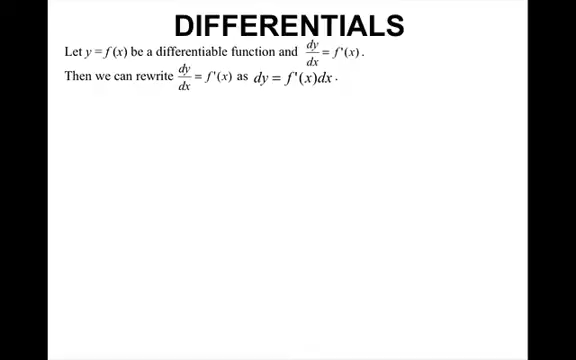 DIFFERENTIALS
Let y = f (x) be a differentiable function and dy/dx = f '(x) .
Then we can rewrite dy/dx = f '(x) as dy = f '(x)dx .